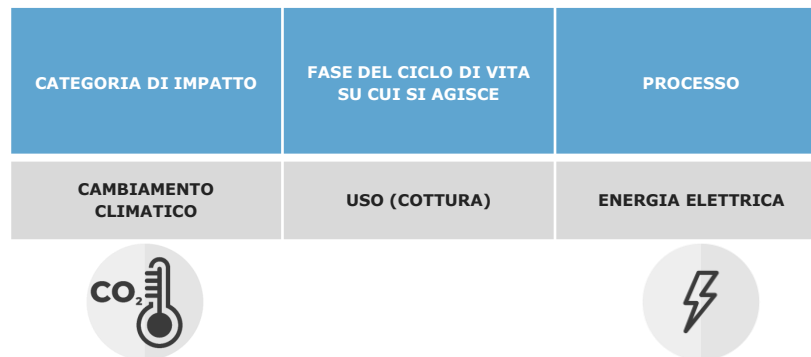 CATEGORIA DI IMPATTO
FASE DEL CICLO DI VITA
SU CUI SI AGISCE
PROCESSO
CAMBIAMENTO
CLIMATICO
USO (COTTURA)
ENERGIA ELETTRICA
CO₂